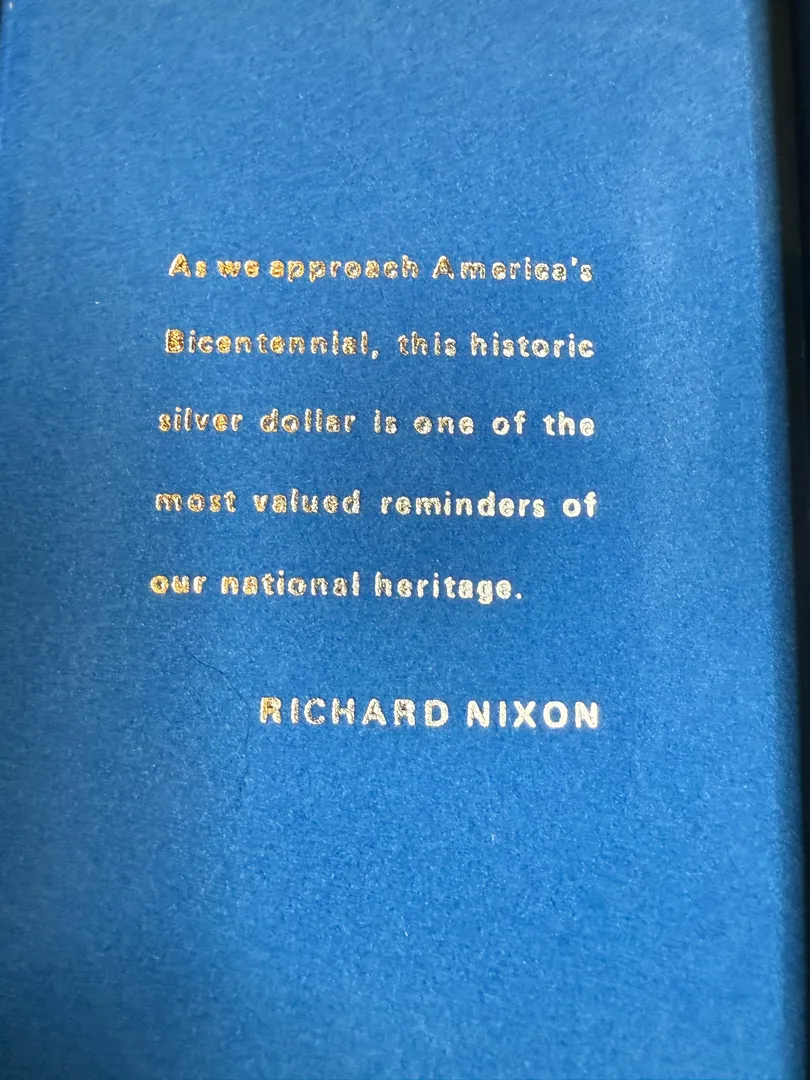 As we approach America's
Bicentennial, this historic
silver dollar is one of the
most valued reminders of
our national heritage.
RICHARD NIXON